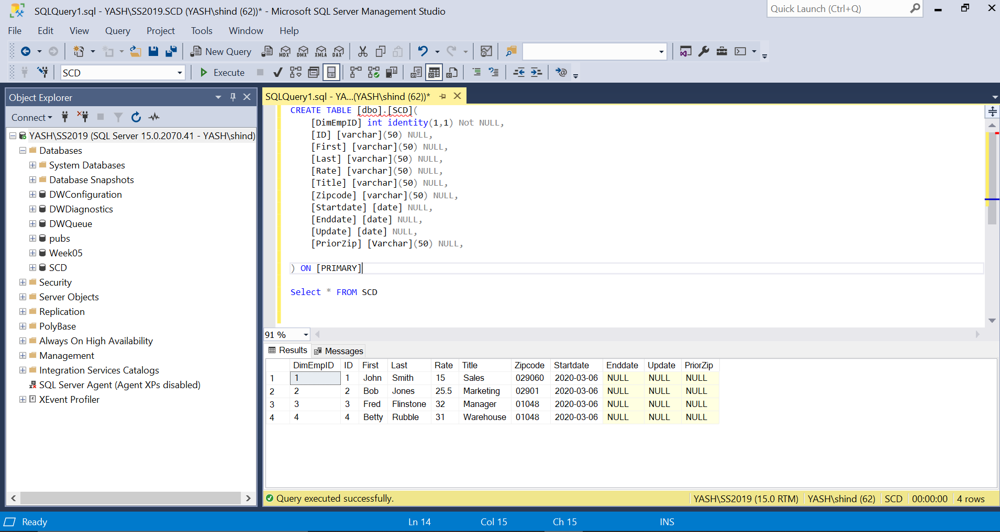 SQLQuery1.sql - YASH\SS2019.SCD (YASH\shind (62))* - Microsoft SQL Server Management Studio
Quick Launch (Ctrl+Q)
File Edit View Query Project Tools Window Help
New Query MDX DMX XMLA DAX
SCD Execute
Object Explorer
Connect
YASH\SS2019 (SQL Server 15.0.2070.41 - YASH\shind)
Databases
System Databases
Database Snapshots
DWConfiguration
DWDiagnostics
DWQueue
pubs
Week05
SCD
Security
Server Objects
Replication
PolyBase
Always On High Availability
Management
Integration Services Catalogs
SQL Server Agent (Agent XPs disabled)
XEvent Profiler
SQLQuery1.sql - YA...(YASH\shind (62))*
CREATE TABLE [dbo].[SCD](
[DimEmpID] int identity(1,1) Not NULL,
[ID] [varchar](50) NULL,
[First] [varchar](50) NULL,
[Last] [varchar](50) NULL,
[Rate] [varchar](50) NULL,
[Title] [varchar](50) NULL,
[Zipcode] [varchar](50) NULL,
[Startdate] [date] NULL,
[Enddate] [date] NULL,
[Update] [date] NULL,
[PriorZip] [Varchar](50) NULL,
) ON [PRIMARY]
Select * FROM SCD
91 %
Results Messages
DimEmpID ID First Last Rate Title Zipcode Startdate Enddate Update PriorZip
1 1 1 John Smith 15 Sales 029060 2020-03-06 NULL NULL NULL
2 2 2 Bob Jones 25.5 Marketing 02901 2020-03-06 NULL NULL NULL
3 3 3 Fred Flinstone 32 Manager 01048 2020-03-06 NULL NULL NULL
4 4 4 Betty Rubble 31 Warehouse 01048 2020-03-06 NULL NULL NULL
Query executed successfully. YASH\SS2019 (15.0 RTM) YASH\shind (62) SCD 00:00:00 4 rows
Ready Ln 14 Col 15 Ch 15 INS